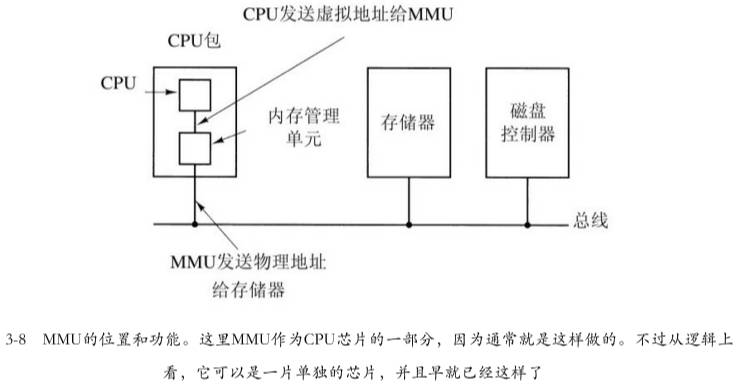 CPU发送虚拟地址给MMU
CPU包
CPU
内存管理
单元
存储器
磁盘
控制器
总线
MMU发送物理地址
给存储器
3-8 MMU的位置和功能。这里MMU作为CPU芯片的一部分，因为通常就是这样做的。不过从逻辑上
看，它可以是一片单独的芯片，并且早就已经这样了